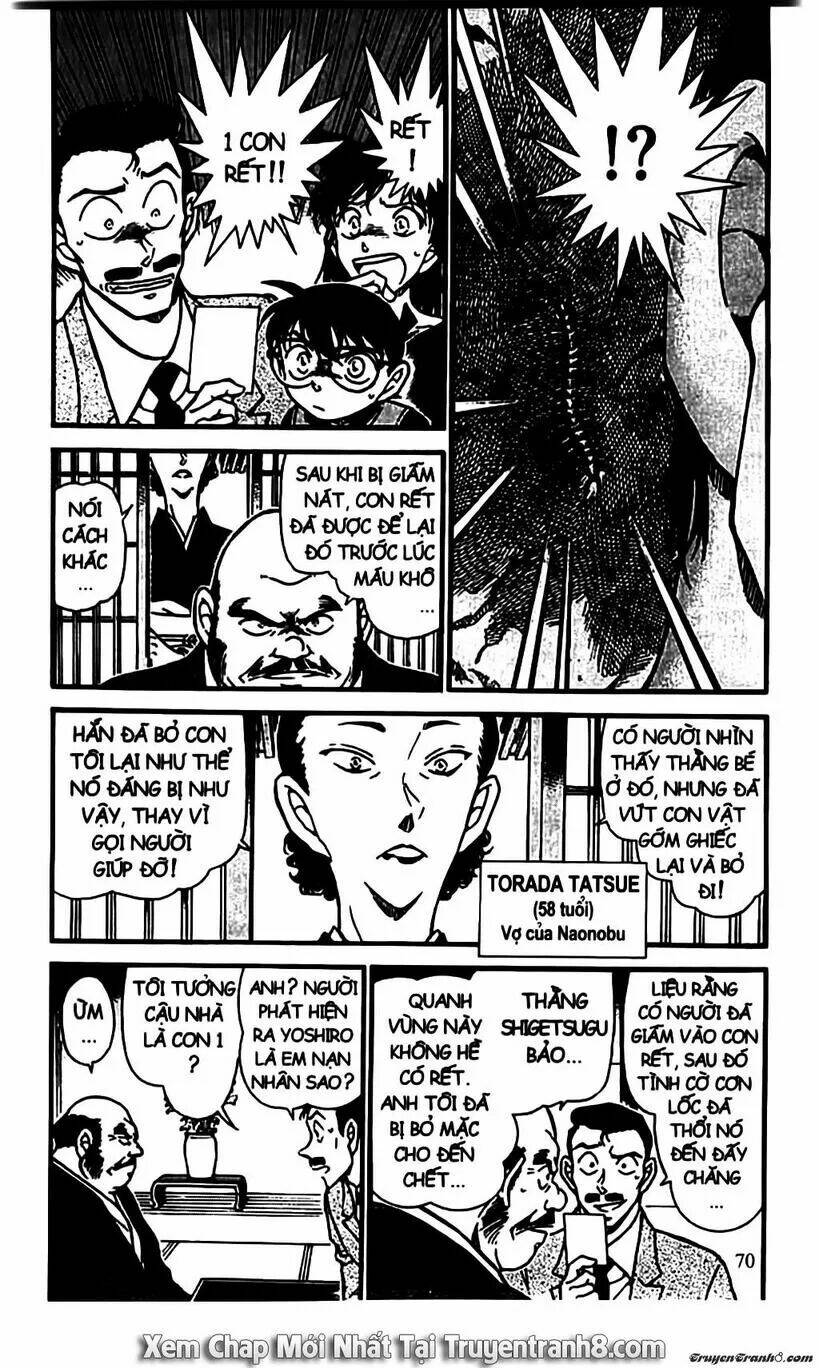 !?
RẾT
!
1 CON
RẾT!!
SAU KHI BỊ GIẪM
NÁT, CON RẾT
ĐÃ ĐƯỢC ĐỂ LẠI
ĐÓ TRƯỚC LÚC
MÁU KHÔ
...
NÓI
CÁCH
KHÁC
...
CÓ NGƯỜI NHÌN
THẤY THẰNG BÉ
Ở ĐÓ, NHƯNG ĐÃ
VỨT CON VẬT
GỚM GHIẾC
LẠI VÀ BỎ
ĐI!
HẮN ĐÃ BỎ CON
TÔI LẠI NHƯ THỂ
NÓ ĐÁNG BỊ NHƯ
VẬY, THAY VÌ
GỌI NGƯỜI
GIÚP ĐỠ!
TORADA TATSUE
(58 tuổi)
Vợ của Naonobu
LIỆU RẰNG
CÓ NGƯỜI ĐÃ
GIẪM VÀO CON
RẾT, SAU ĐÓ
TÌNH CỜ CƠN
LỐC ĐÃ
THỔI NÓ
ĐẾN ĐẤY
CHĂNG
...
THẰNG
SHIGETSUGU
BẢO...
QUANH
VÙNG NÀY
KHÔNG HỀ
CÓ RẾT.
ANH TÔI ĐÃ
BỊ BỎ MẶC
CHO ĐẾN
CHẾT...
ANH? NGƯỜI
PHÁT HIỆN
RA YOSHIRO
LÀ EM NẠN
NHÂN SAO?
TÔI TƯỞNG
CẬU NHÀ
LÀ CON 1
?
ỪM
...
70
Xem Chap Mới Nhất Tại Truyentranh8.com
TruyenTranh8.com